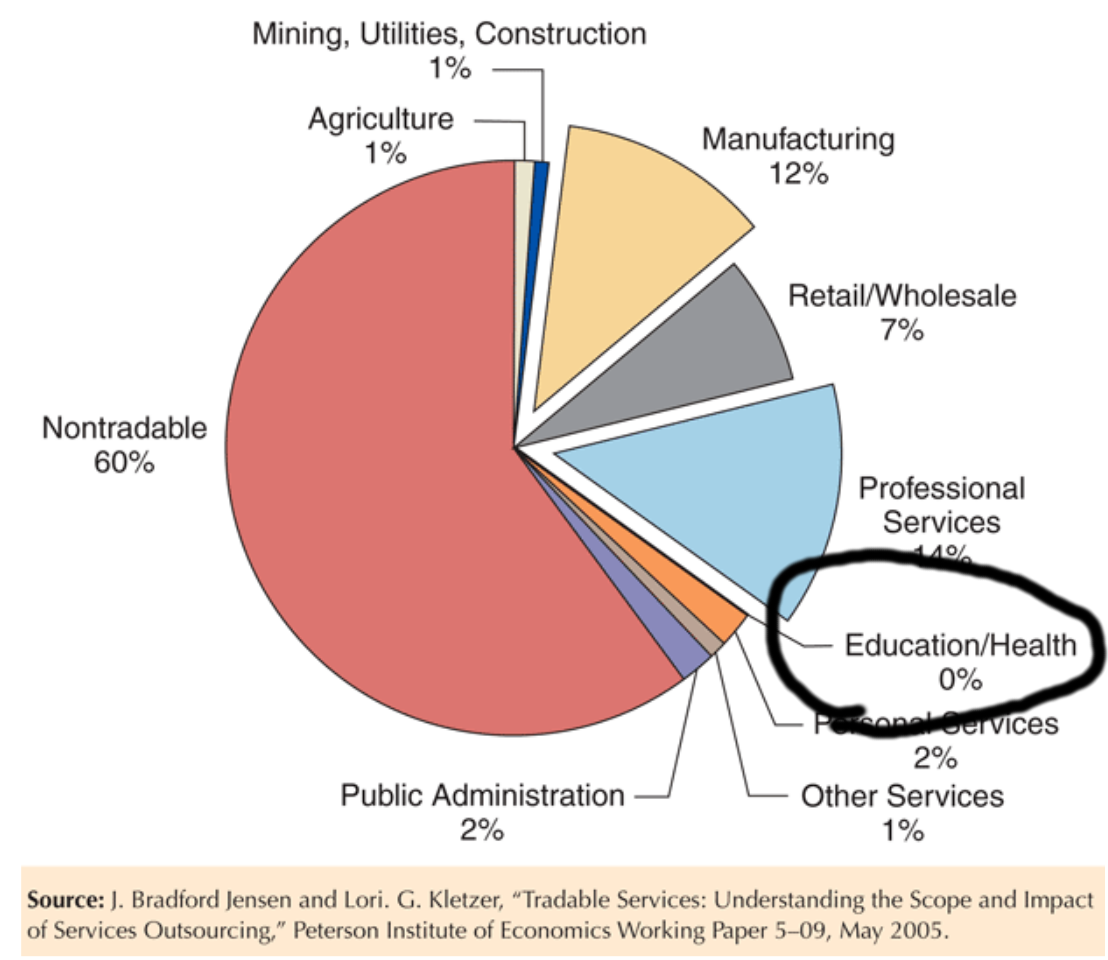 Mining, Utilities, Construction
1%
Agriculture
1%
Manufacturing
12%
Retail/Wholesale
7%
Nontradable
60%
Professional
Services
14%
Education/Health
0%
Personal Services
2%
Other Services
1%
Public Administration
2%
Source: J. Bradford Jensen and Lori. G. Kletzer, “Tradable Services: Understanding the Scope and Impact
of Services Outsourcing,” Peterson Institute of Economics Working Paper 5–09, May 2005.